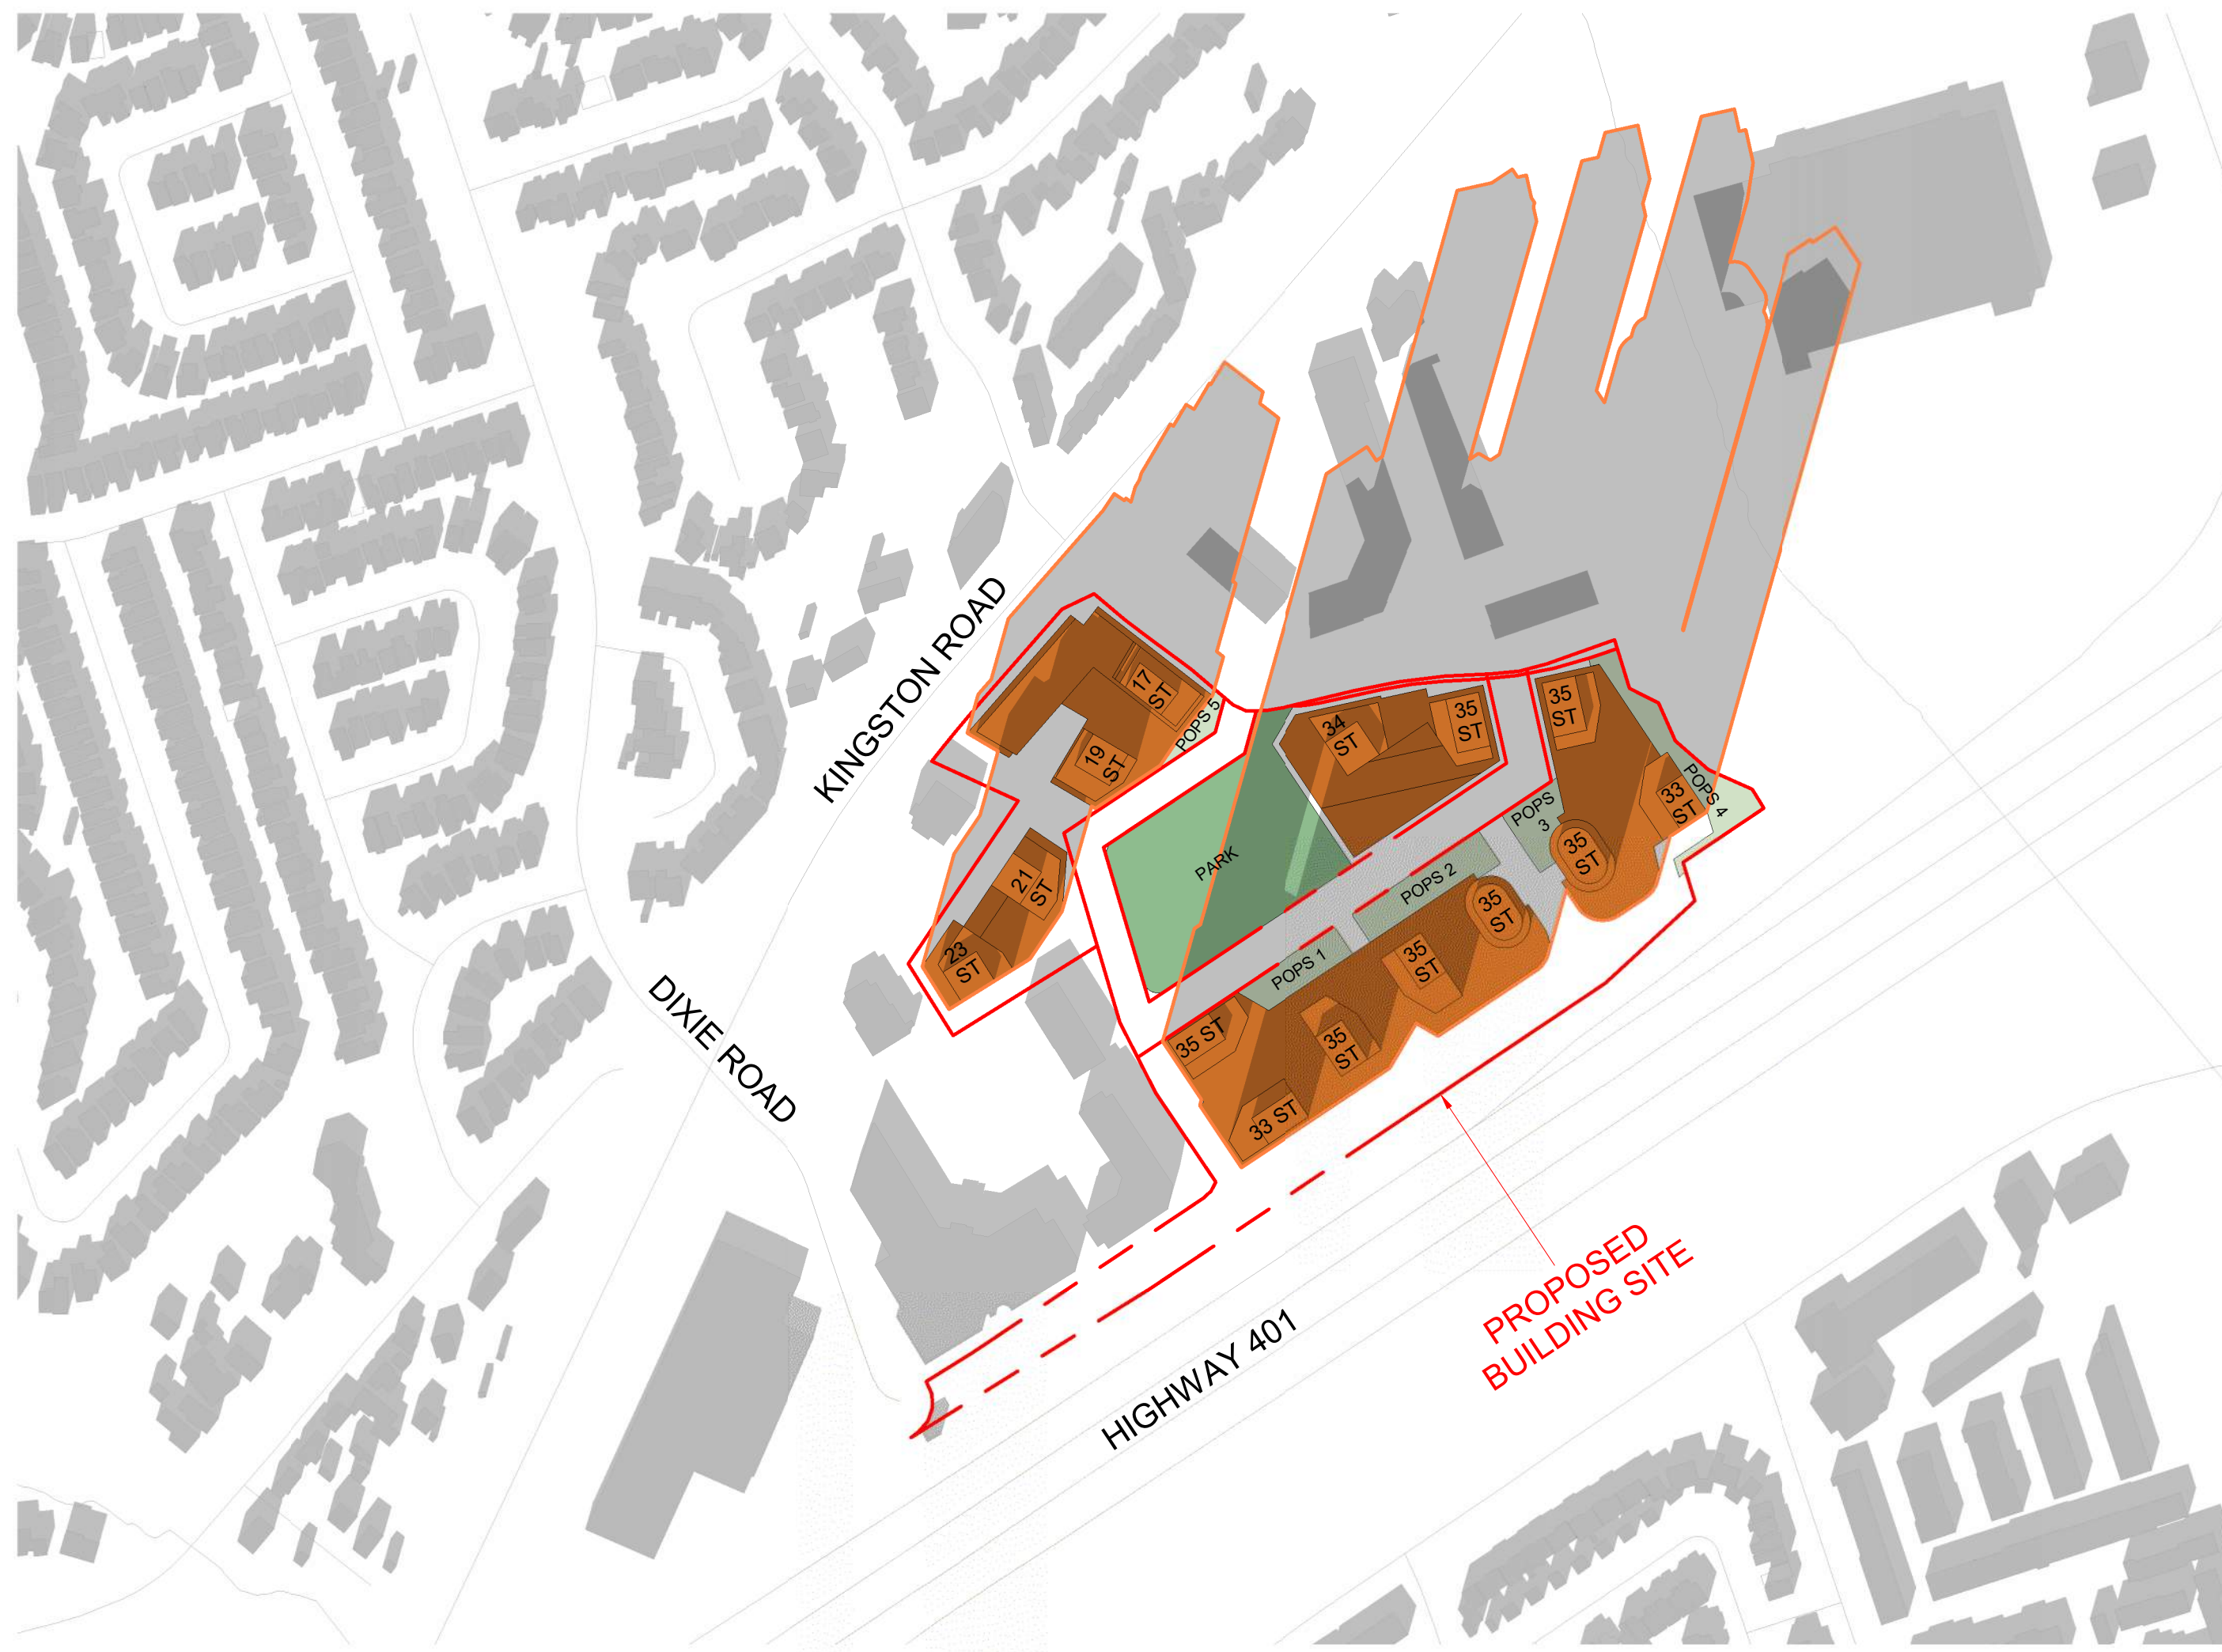 KINGSTON ROAD
17
ST
POPS 5
19
ST
34
ST
35
ST
35
ST
POPS 4
33
ST
POPS
3
35
ST
PARK
POPS 2
21
ST
35
ST
23
ST
35
ST
POPS 1
35 ST
35
ST
33 ST
DIXIE ROAD
PROPOSED
BUILDING SITE
HIGHWAY 401